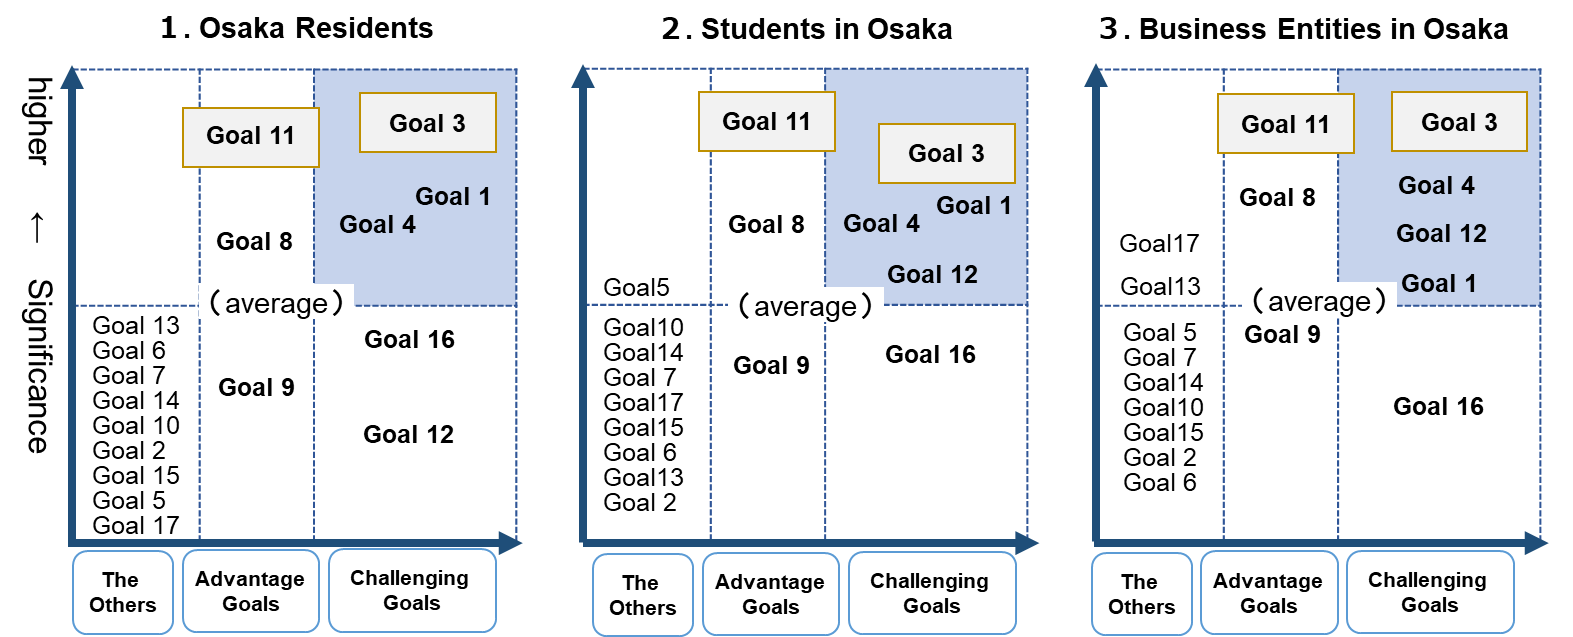 1. Osaka Residents
higher ← Significance
Goal 11
Goal 3
Goal 1
Goal 4
Goal 8
(average)
Goal 13
Goal 6
Goal 7
Goal 14
Goal 10
Goal 2
Goal 15
Goal 5
Goal 17
Goal 9
Goal 16
Goal 12
The
Others
Advantage
Goals
Challenging
Goals
2. Students in Osaka
Goal 11
Goal 3
Goal 1
Goal 4
Goal 8
Goal 12
Goal5
(average)
Goal10
Goal14
Goal 7
Goal17
Goal15
Goal 6
Goal13
Goal 2
Goal 9
Goal 16
The
Others
Advantage
Goals
Challenging
Goals
3. Business Entities in Osaka
Goal 11
Goal 3
Goal 4
Goal 8
Goal 12
Goal17
Goal13
Goal 1
(average)
Goal 5
Goal 7
Goal14
Goal10
Goal15
Goal 2
Goal 6
Goal 9
Goal 16
The
Others
Advantage
Goals
Challenging
Goals